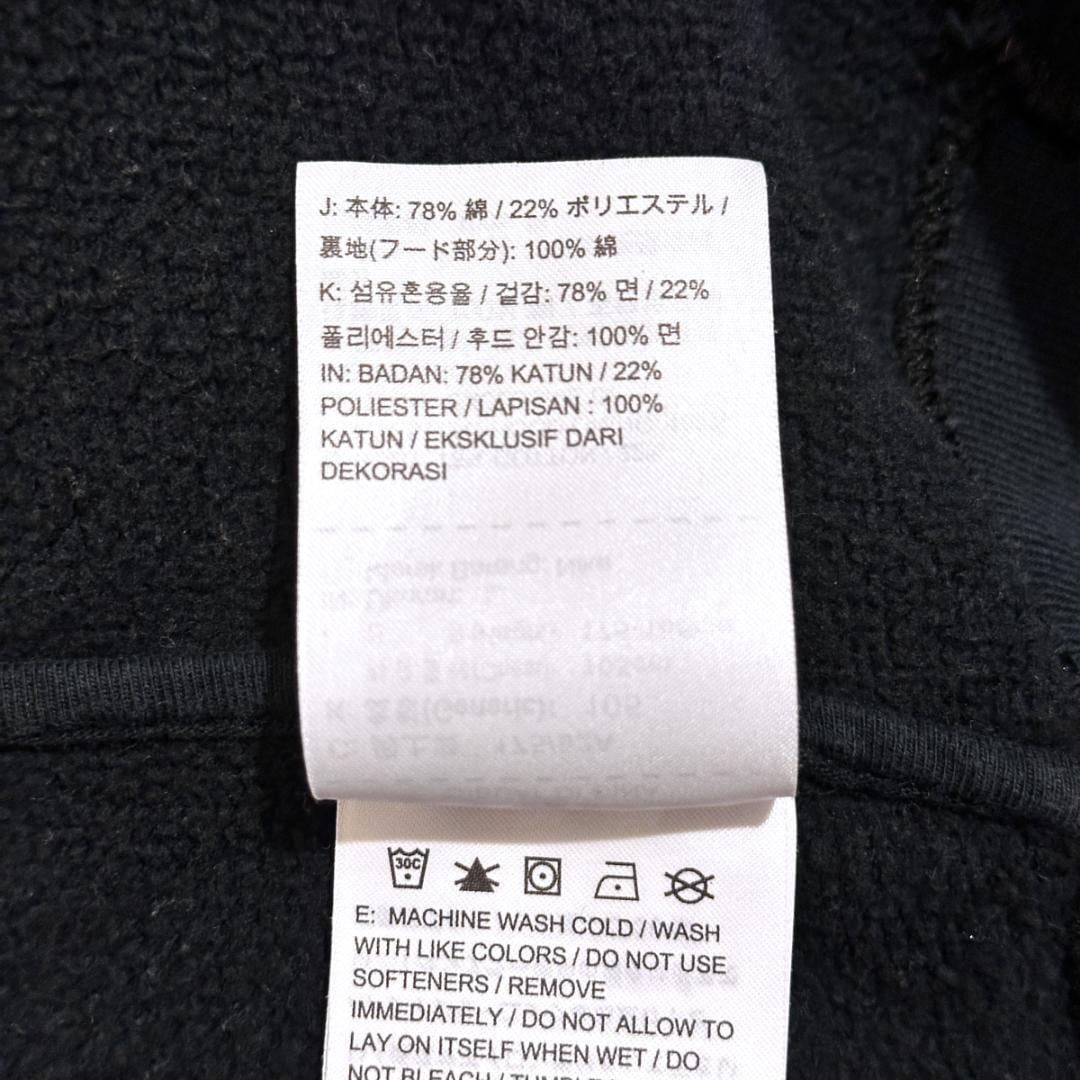 J: 本体: 78% 綿 / 22% ポリエステル /
裏地(フード部分): 100% 綿
K: 섬유혼용율 / 겉감: 78% 면 / 22%
폴리에스터 / 후드 안감: 100% 면
IN: BADAN: 78% KATUN / 22%
POLIESTER / LAPISAN : 100%
KATUN / EKSKLUSIF DARI
DEKORASI
30C
E: MACHINE WASH COLD / WASH
WITH LIKE COLORS / DO NOT USE
SOFTENERS / REMOVE
IMMEDIATELY / DO NOT ALLOW TO
LAY ON ITSELF WHEN WET / DO
NOT BLEACH /